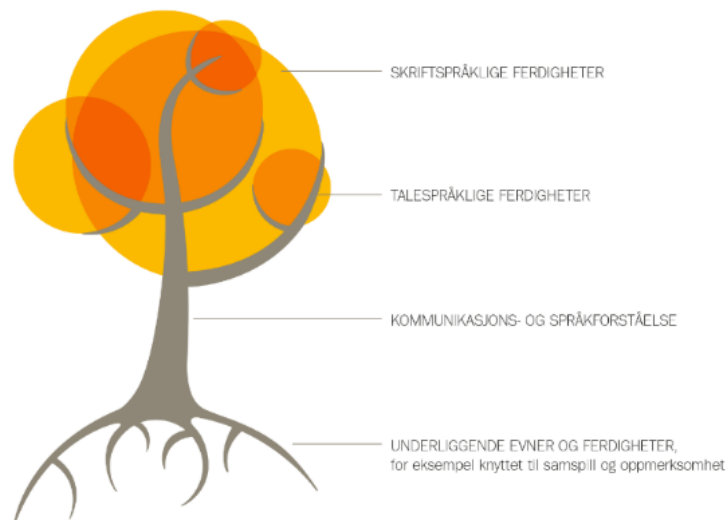 SKRIFTSPRÅKLIGE FERDIGHETER
TALESPRÅKLIGE FERDIGHETER
KOMMUNIKASJONS- OG SPRÅKFORSTÅELSE
UNDERLIGGENDE EVNER OG FERDIGHETER,
for eksempel knyttet til samspill og oppmerksomhet